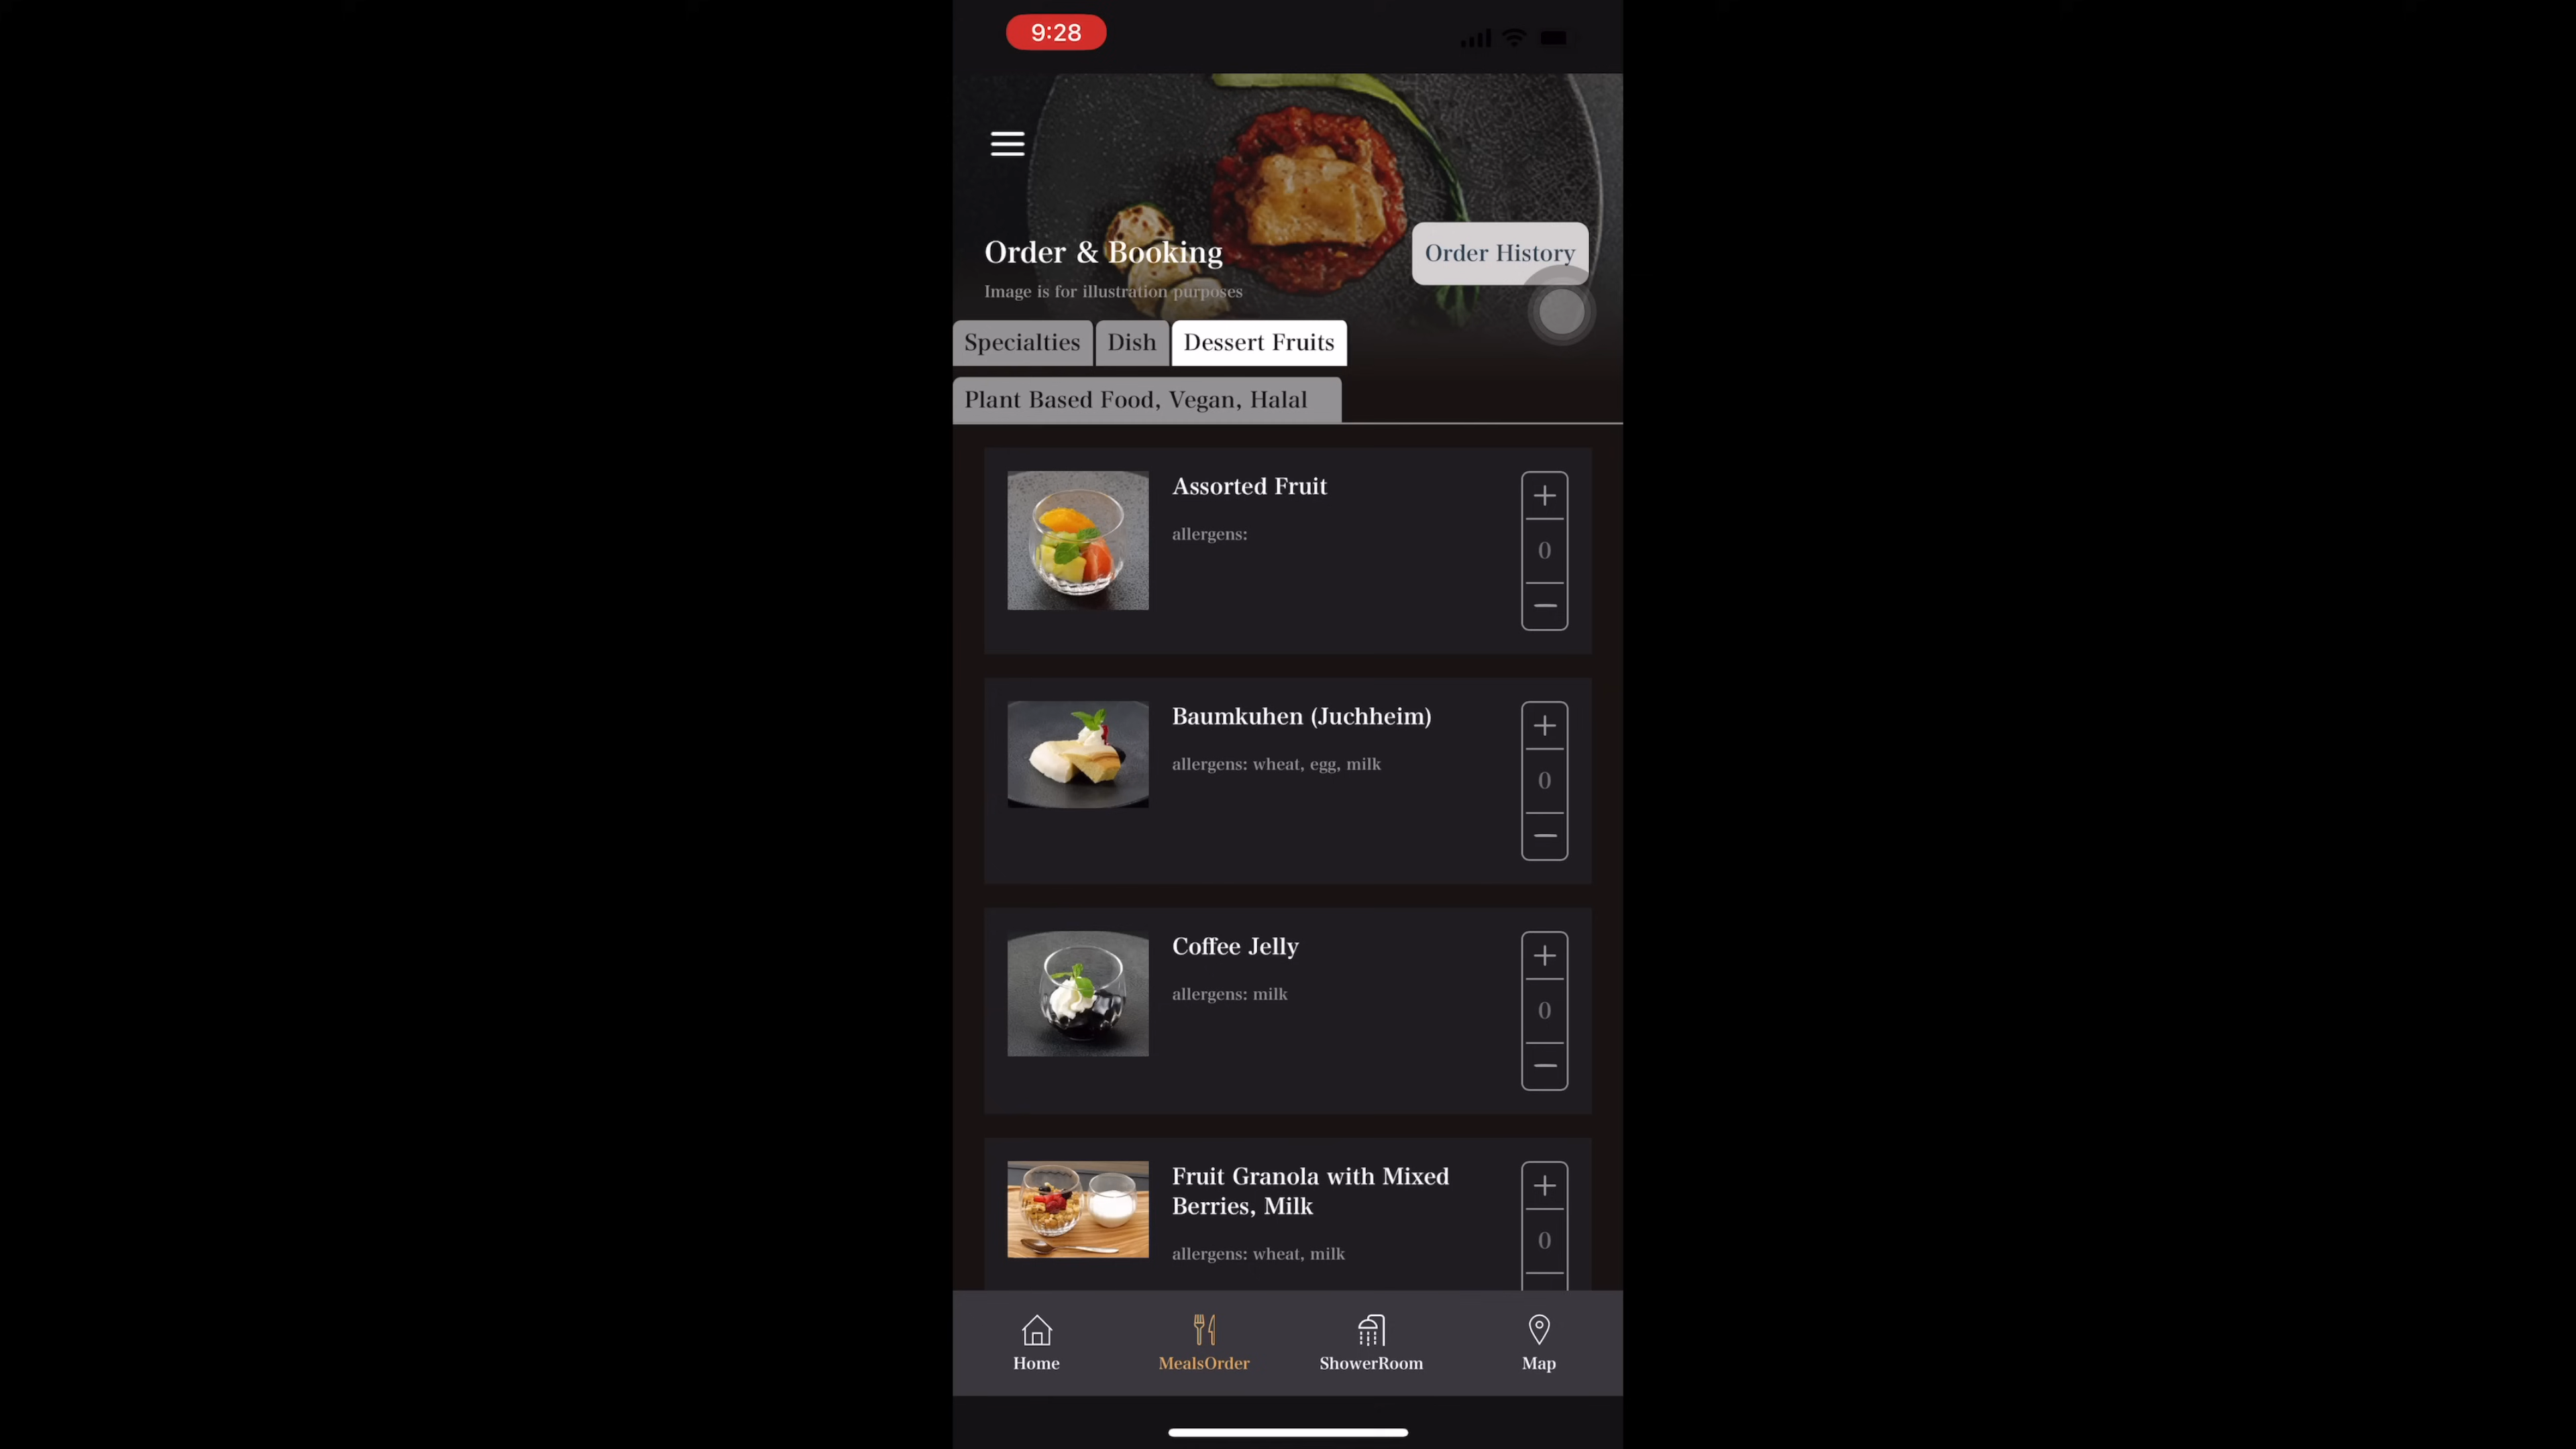 9:28
Order & Booking
Order History
Image is for illustration purposes
Specialties
Dish
Dessert Fruits
Plant Based Food, Vegan, Halal
Assorted Fruit
allergens:
0
Baumkuhen (Juchheim)
allergens: wheat, egg, milk
0
Coffee Jelly
allergens: milk
0
Fruit Granola with Mixed
Berries, Milk
allergens: wheat, milk
0
Home
MealsOrder
ShowerRoom
Map